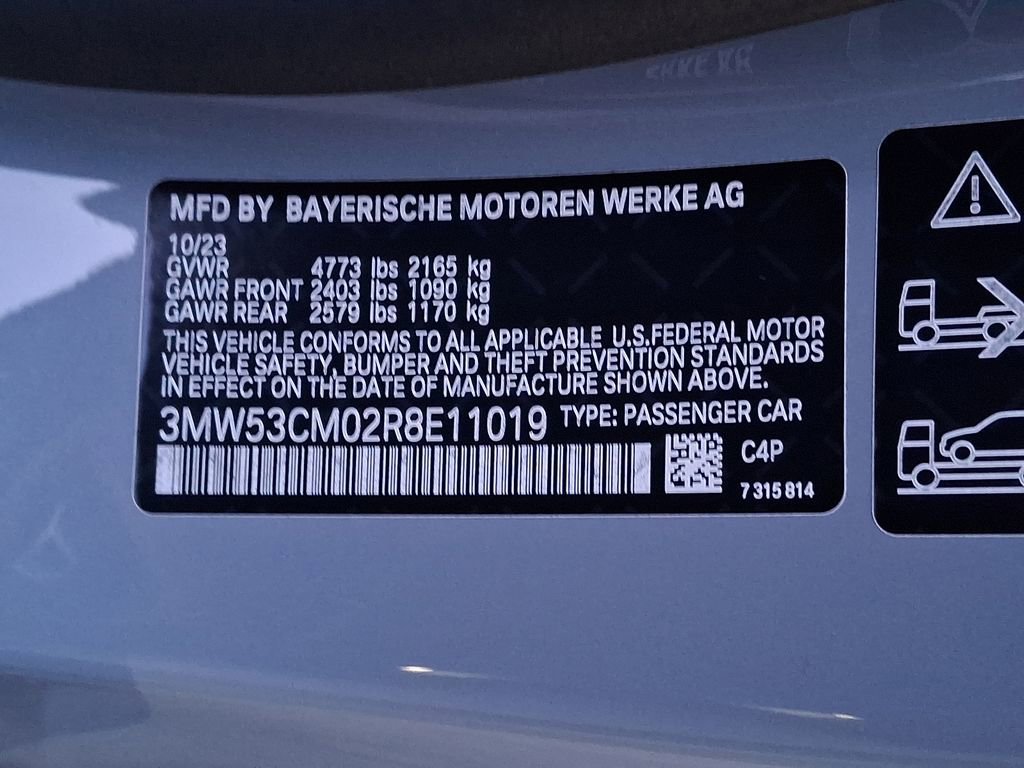 MFD BY BAYERISCHE MOTOREN WERKE AG
10/23
GVWR 4773 lbs 2165 kg
GAWR FRONT 2403 lbs 1090 kg
GAWR REAR 2579 lbs 1170 kg
THIS VEHICLE CONFORMS TO ALL APPLICABLE U.S.FEDERAL MOTOR
VEHICLE SAFETY, BUMPER AND THEFT PREVENTION STANDARDS
IN EFFECT ON THE DATE OF MANUFACTURE SHOWN ABOVE.
3MW53CM02R8E11019 TYPE: PASSENGER CAR
C4P
7 315 814